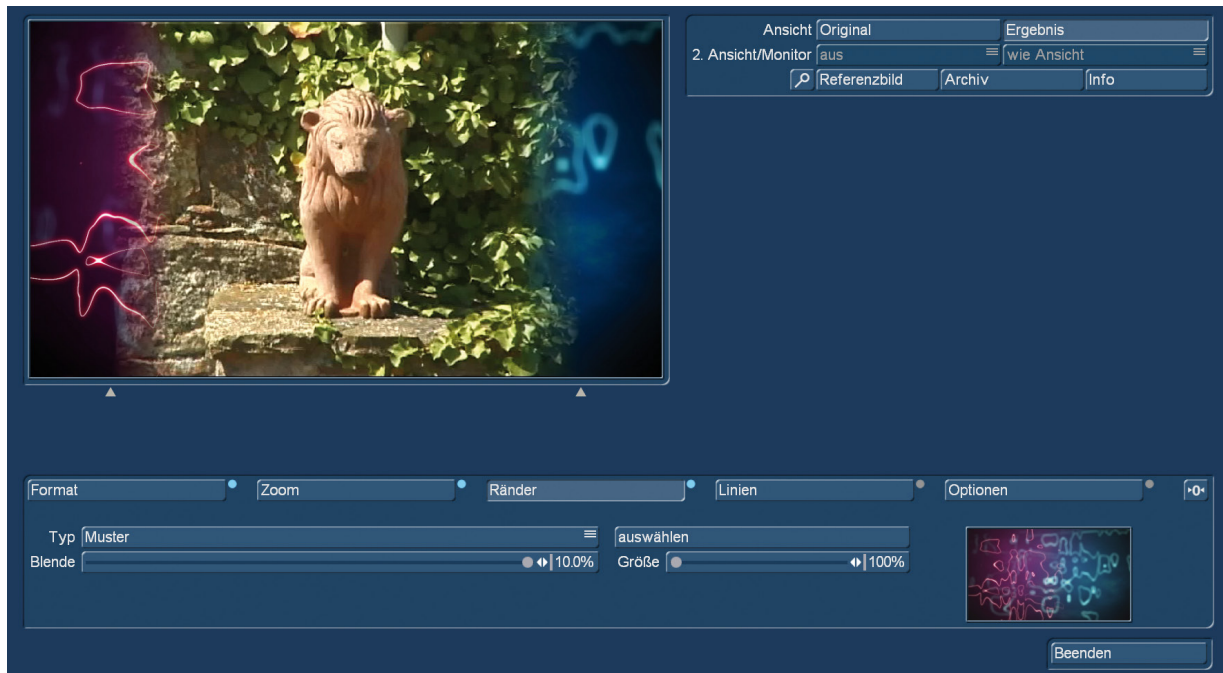 Ansicht Original Ergebnis
2. Ansicht/Monitor aus wie Ansicht
Referenzbild Archiv Info
Format Zoom Ränder Linien Optionen 0
Typ Muster auswählen
Blende 10.0% Größe 100%
Beenden